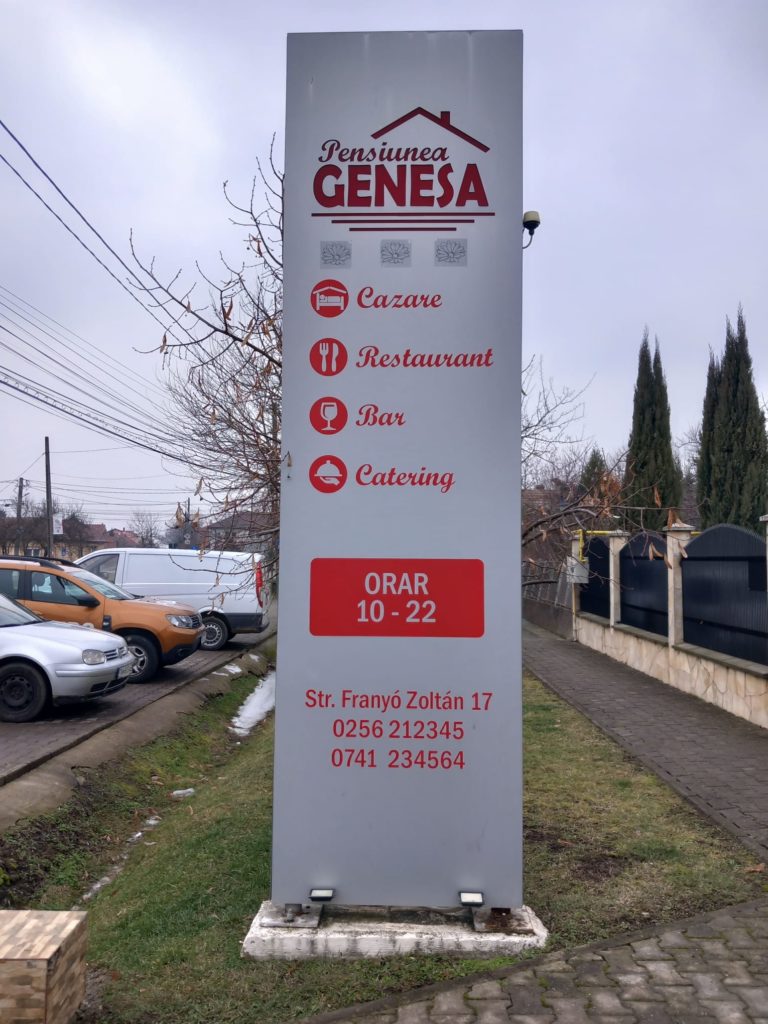 Pensiunea
GENESA
Cazare
Restaurant
Bar
Catering
ORAR
10 - 22
Str. Franyó Zoltán 17
0256 212345
0741 234564